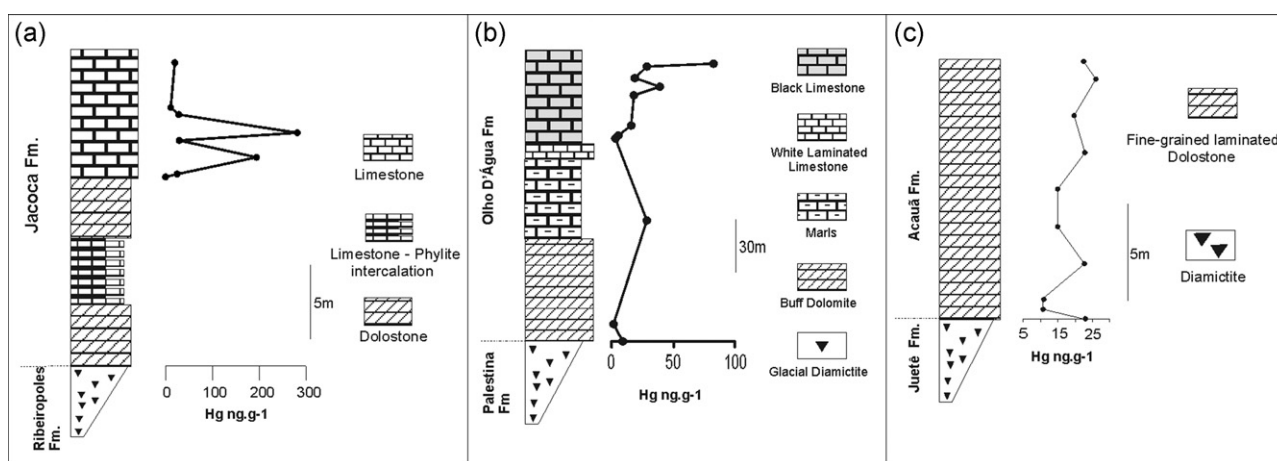 (a)
Jacoca Fm.
Ribeiropoles
Fm.
Limestone
Limestone - Phylite
intercalation
5m
Dolostone
0 100 200 300
Hg ng.g-1
(b)
Olho D'Água Fm
Palestina
Fm
Black Limestone
White Laminated
Limestone
Marls
30m
Buff Dolomite
Glacial Diamictite
0 50 100
Hg ng.g-1
(c)
Acauã Fm.
Jueté Fm.
Fine-grained laminated
Dolostone
5m
Diamictite
5 15 25
Hg ng.g-1